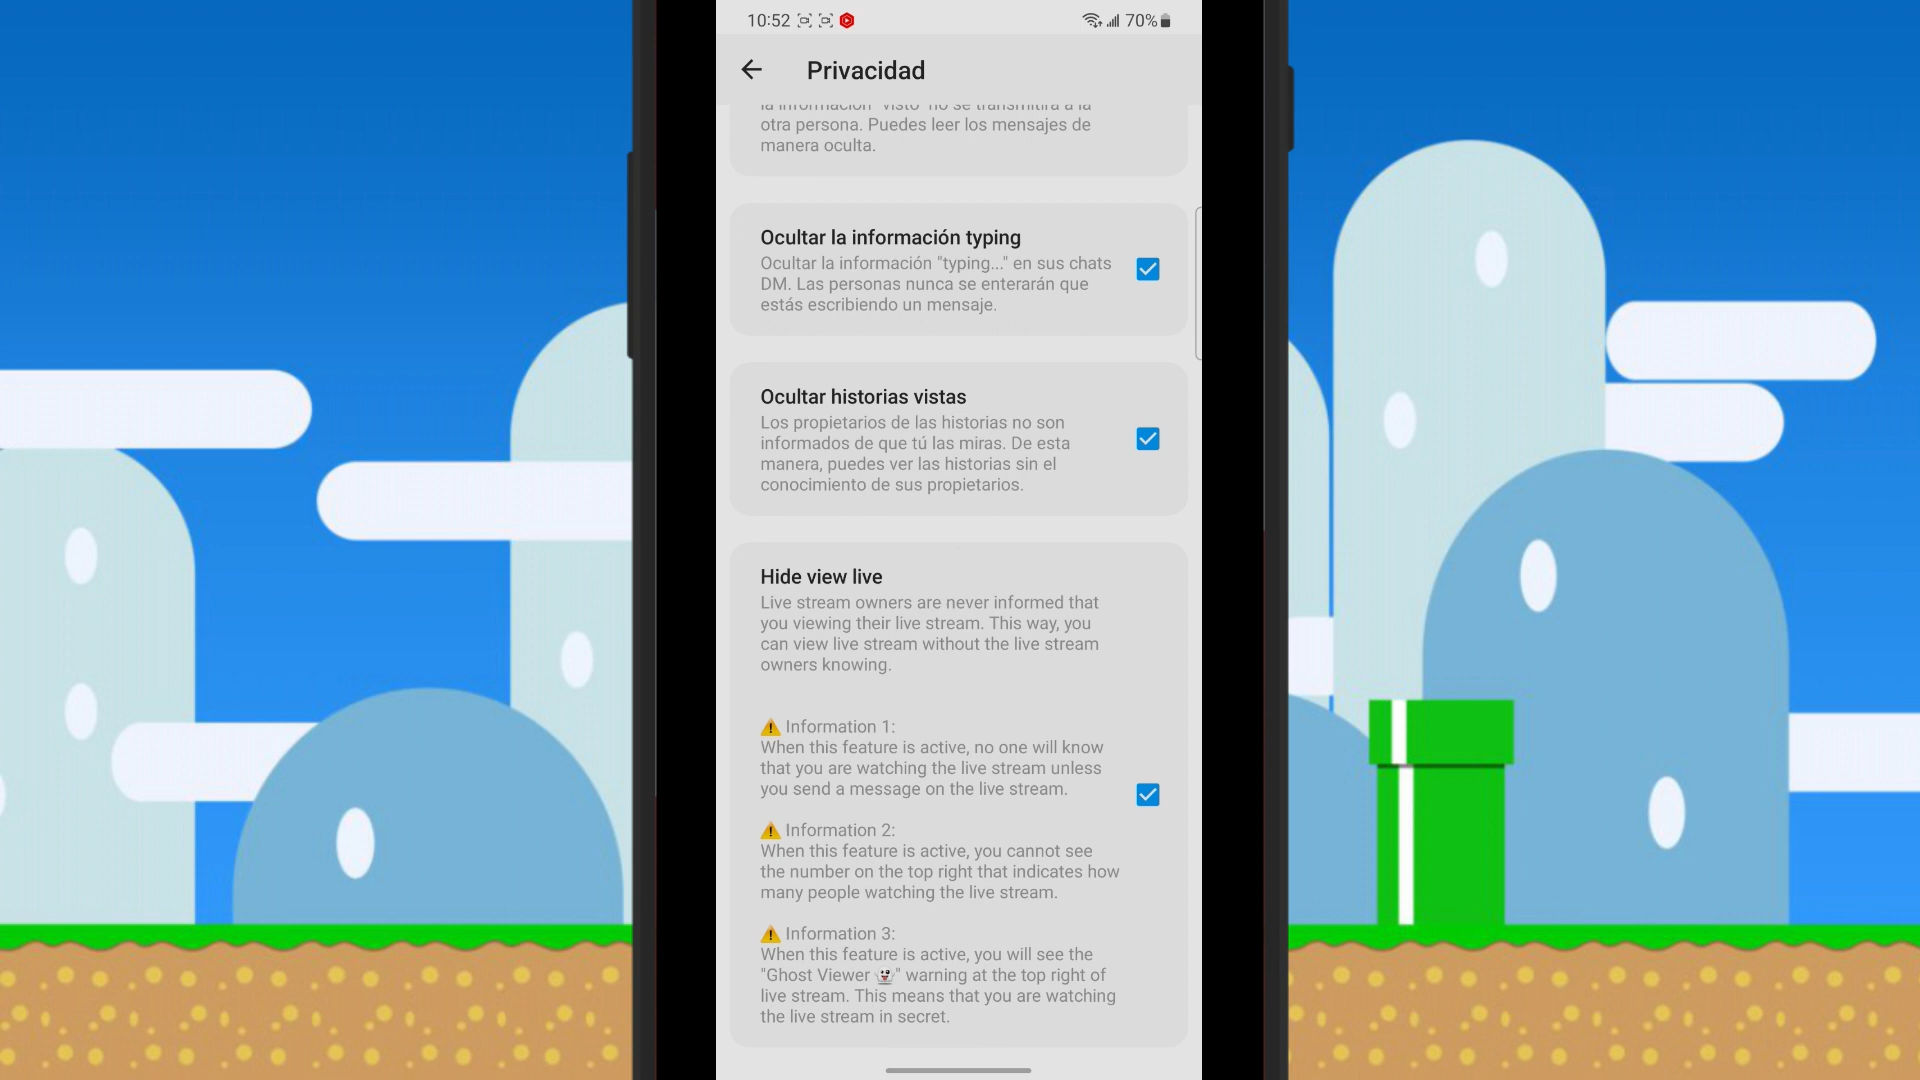 10:52
70%
Privacidad
la información "visto" no se transmitirá a la
otra persona. Puedes leer los mensajes de
manera oculta.
Ocultar la información typing
Ocultar la información "typing..." en sus chats
DM. Las personas nunca se enterarán que
estás escribiendo un mensaje.
Ocultar historias vistas
Los propietarios de las historias no son
informados de que tú las miras. De esta
manera, puedes ver las historias sin el
conocimiento de sus propietarios.
Hide view live
Live stream owners are never informed that
you viewing their live stream. This way, you
can view live stream without the live stream
owners knowing.
⚠ Information 1:
When this feature is active, no one will know
that you are watching the live stream unless
you send a message on the live stream.
⚠ Information 2:
When this feature is active, you cannot see
the number on the top right that indicates how
many people watching the live stream.
⚠ Information 3:
When this feature is active, you will see the
"Ghost Viewer 👻" warning at the top right of
live stream. This means that you are watching
the live stream in secret.